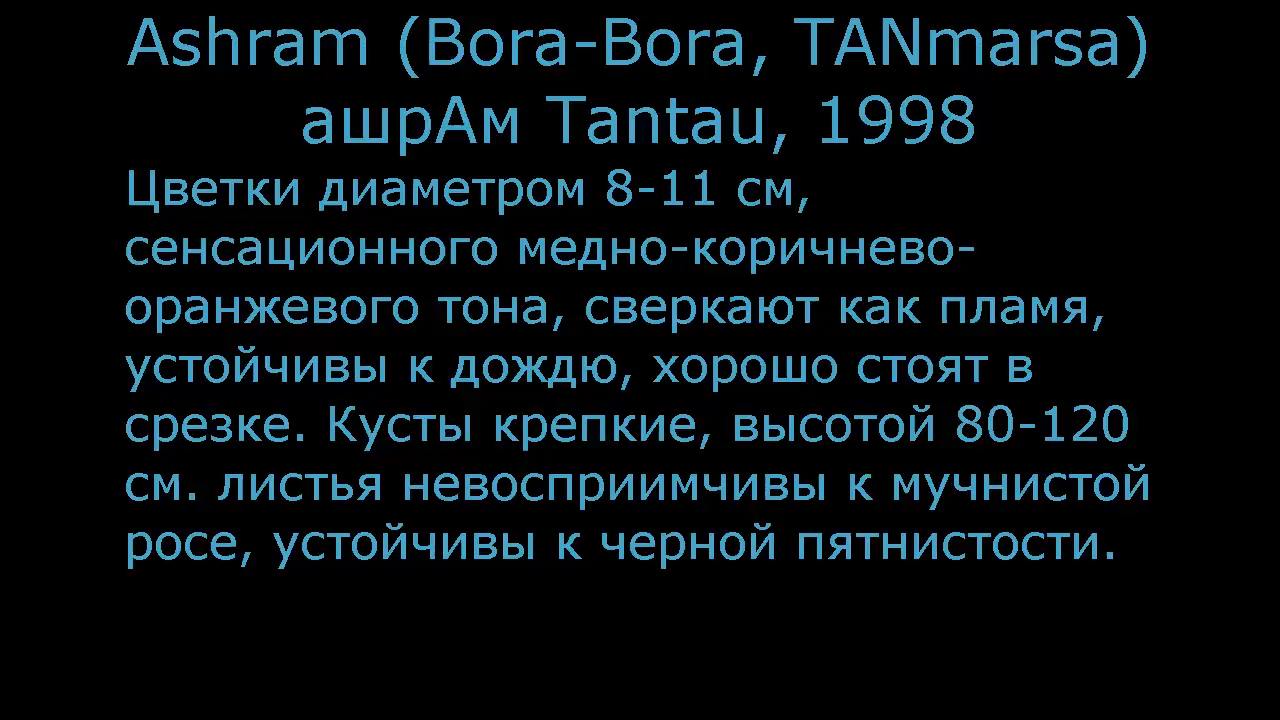 Ashram (Bora-Bora, TANmarsa)
ашрАм Tantau, 1998
Цветки диаметром 8-11 см,
сенсационного медно-коричнево-
оранжевого тона, сверкают как пламя,
устойчивы к дождю, хорошо стоят в
срезке. Кусты крепкие, высотой 80-120
см. листья невосприимчивы к мучнистой
росе, устойчивы к черной пятнистости.